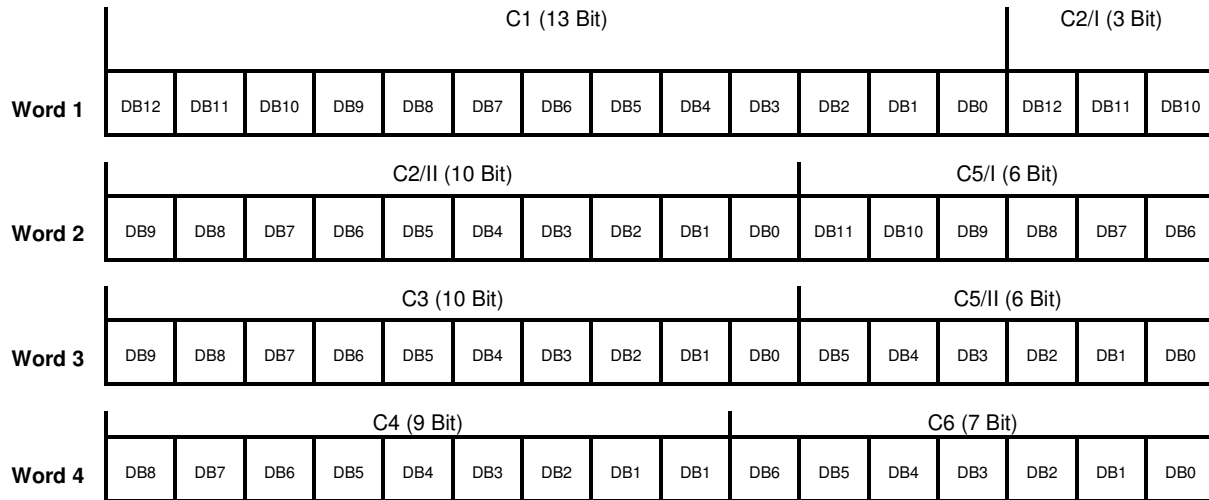 C1 (13 Bit) C2/I (3 Bit)
Word 1 DB12 DB11 DB10 DB9 DB8 DB7 DB6 DB5 DB4 DB3 DB2 DB1 DB0 DB12 DB11 DB10
C2/II (10 Bit) C5/I (6 Bit)
Word 2 DB9 DB8 DB7 DB6 DB5 DB4 DB3 DB2 DB1 DB0 DB11 DB10 DB9 DB8 DB7 DB6
C3 (10 Bit) C5/II (6 Bit)
Word 3 DB9 DB8 DB7 DB6 DB5 DB4 DB3 DB2 DB1 DB0 DB5 DB4 DB3 DB2 DB1 DB0
C4 (9 Bit) C6 (7 Bit)
Word 4 DB8 DB7 DB6 DB5 DB4 DB3 DB2 DB1 DB1 DB6 DB5 DB4 DB3 DB2 DB1 DB0